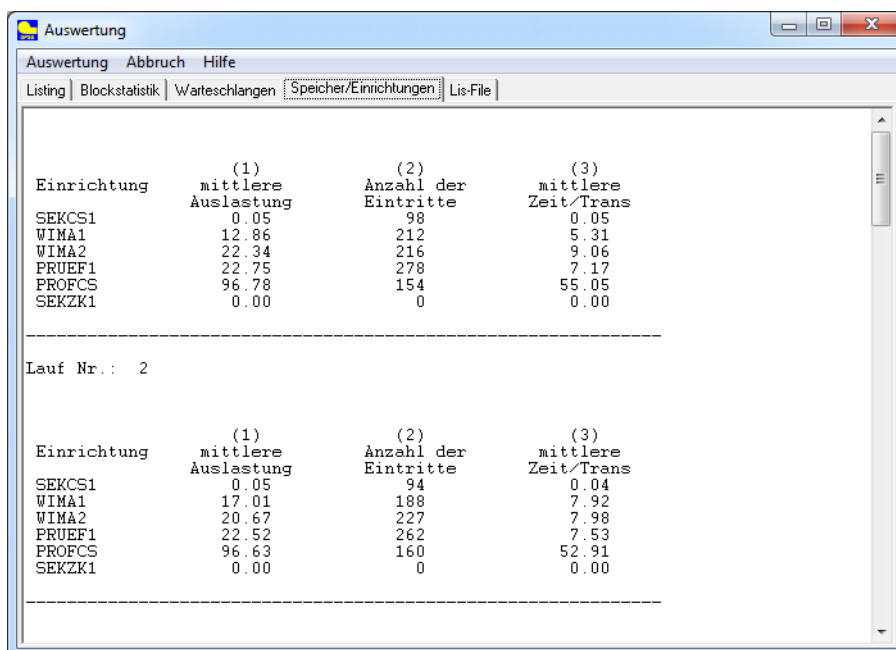 Auswertung
Auswertung Abbruch Hilfe
Listing Blockstatistik Warteschlangen Speicher/Einrichtungen Lis-File
(1) (2) (3)
Einrichtung mittlere Anzahl der mittlere
Auslastung Eintritte Zeit/Trans
SEKCS1 0.05 98 0.05
WIMA1 12.86 212 5.31
WIMA2 22.34 216 9.06
PRUEF1 22.75 278 7.17
PROFCS 96.78 154 55.05
SEKZK1 0.00 0 0.00
Lauf Nr.: 2
(1) (2) (3)
Einrichtung mittlere Anzahl der mittlere
Auslastung Eintritte Zeit/Trans
SEKCS1 0.05 94 0.04
WIMA1 17.01 188 7.92
WIMA2 20.67 227 7.98
PRUEF1 22.52 262 7.53
PROFCS 96.63 160 52.91
SEKZK1 0.00 0 0.00